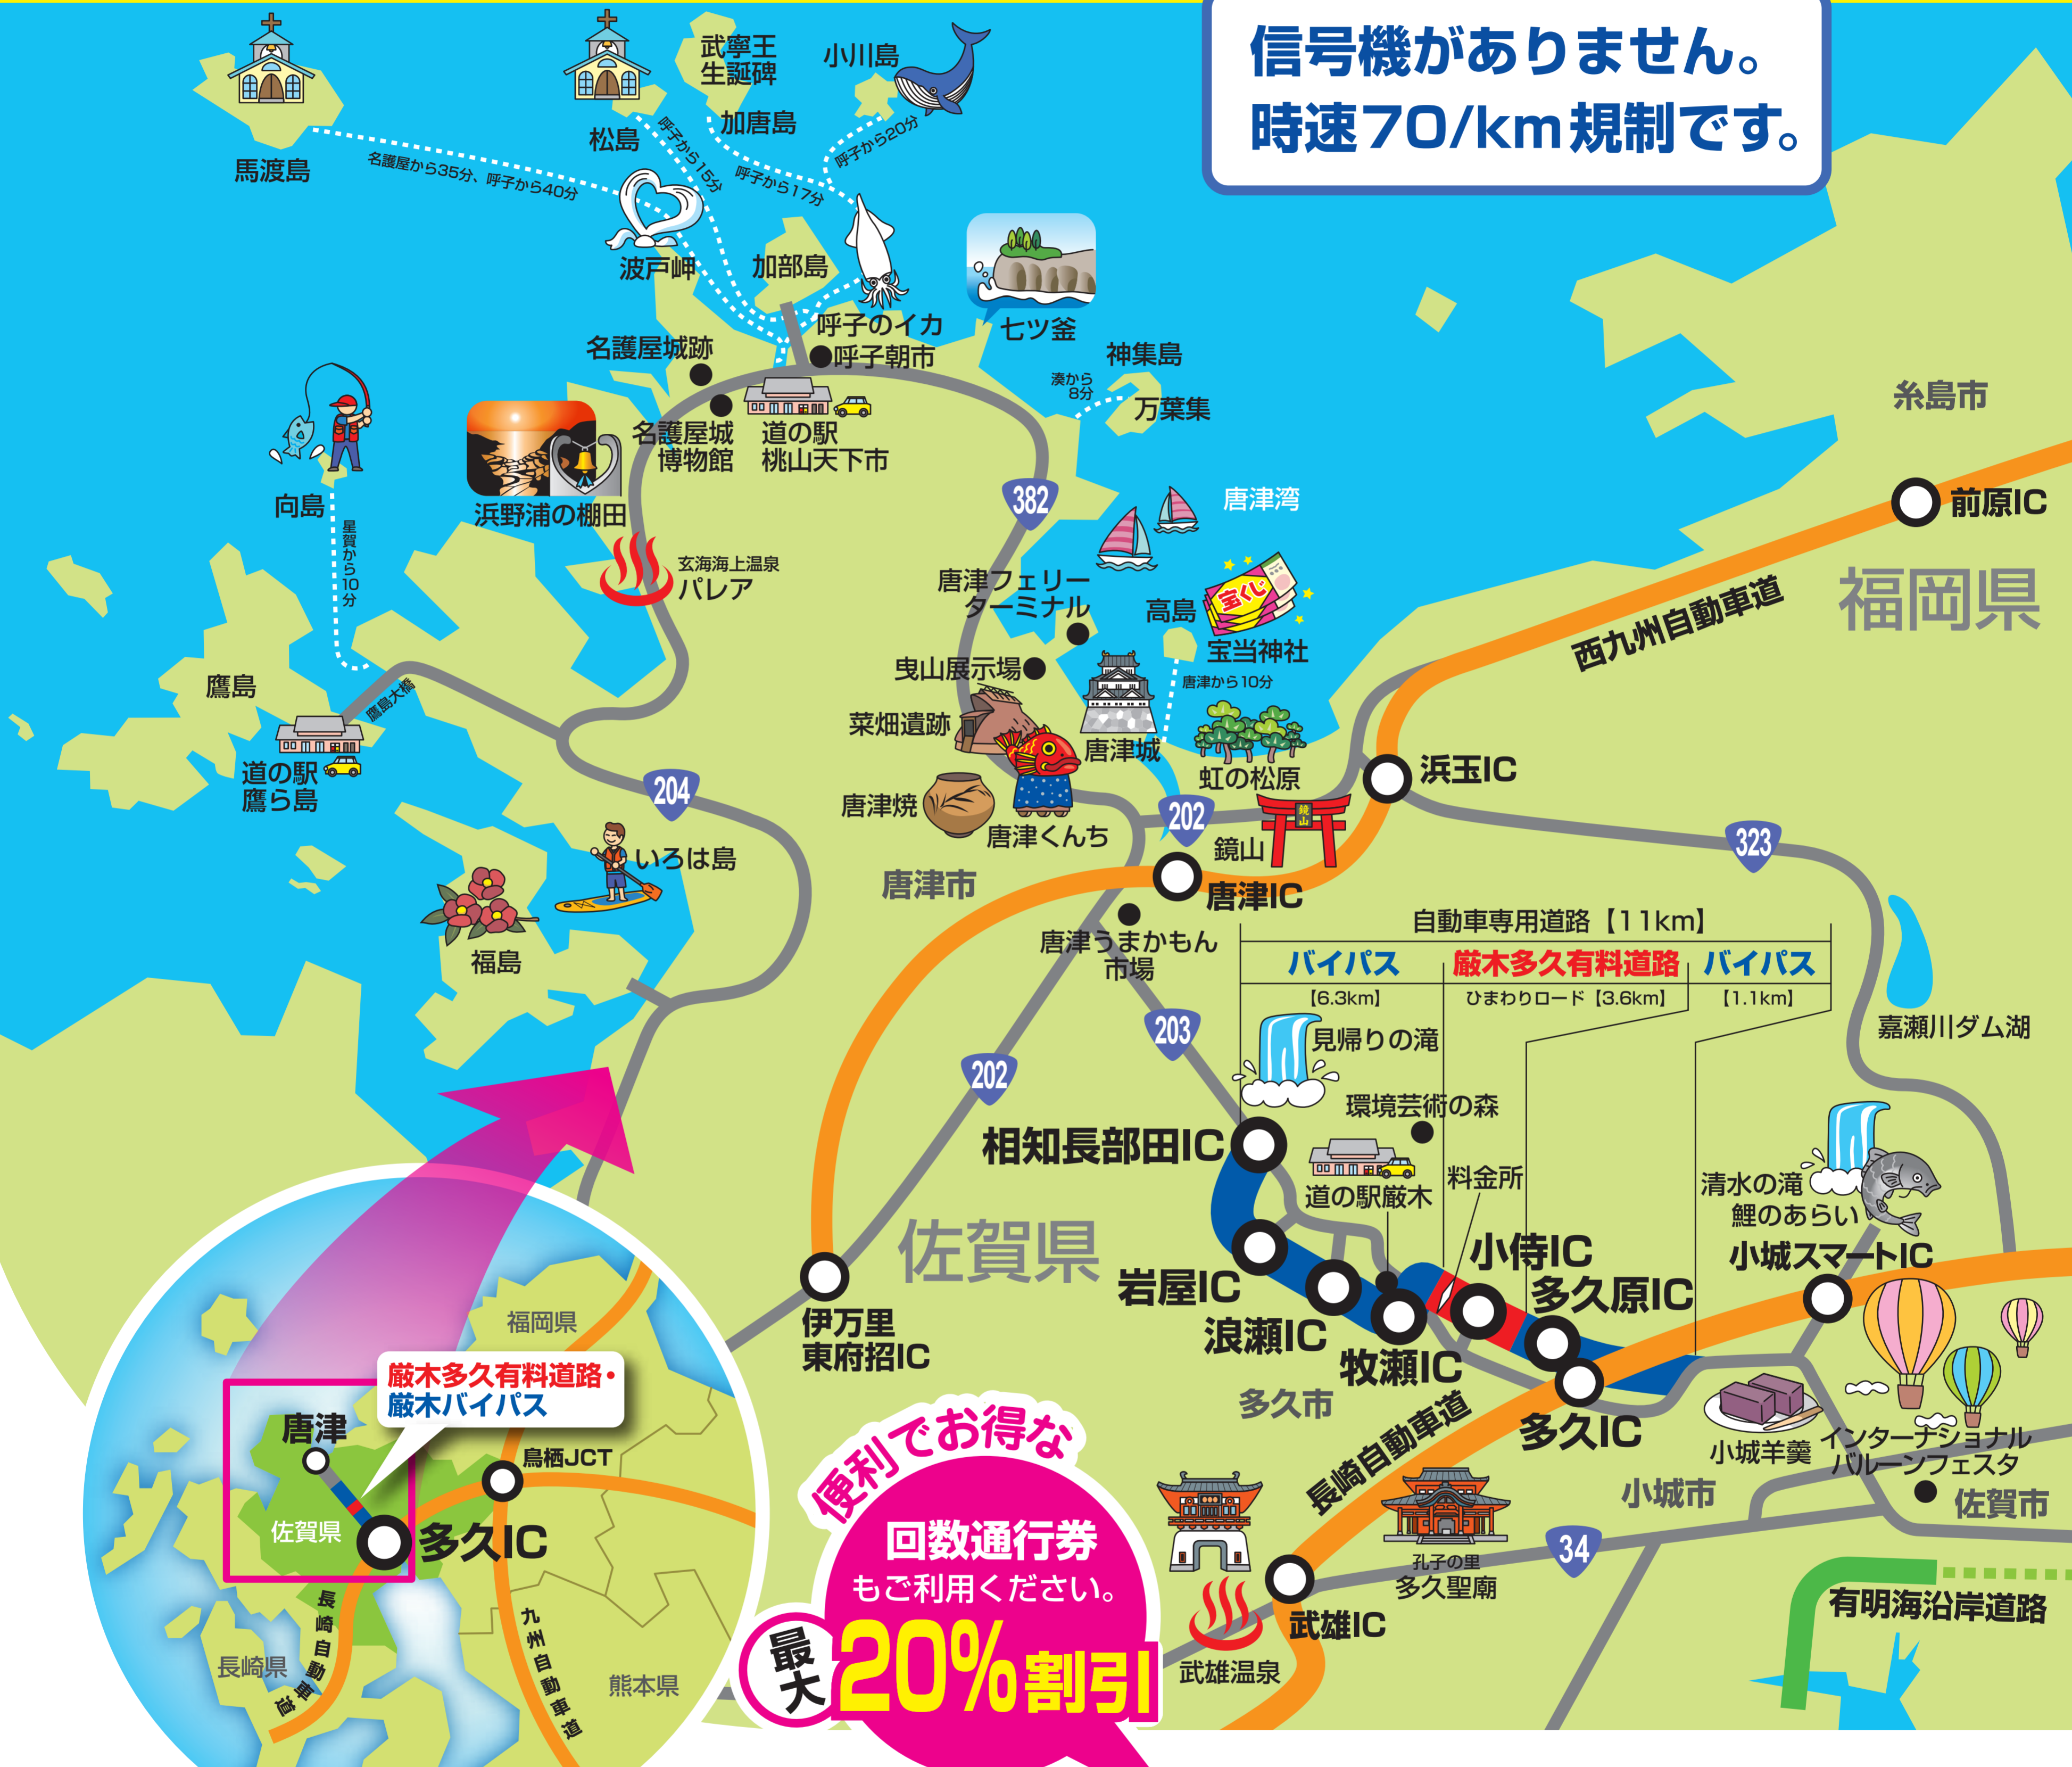 信号機がありません。
時速70/km規制です。
馬渡島
松島
武寧王
生誕碑
加唐島
小川島
名護屋から35分、呼子から40分
呼子から15分
呼子から17分
呼子から20分
波戸岬
加部島
呼子のイカ
呼子朝市
七ツ釜
名護屋城跡
名護屋城
博物館
道の駅
桃山天下市
神集島
湊から
8分
万葉集
糸島市
前原IC
福岡県
西九州自動車道
向島
星賀から10分
浜野浦の棚田
玄海海上温泉
パレア
382
唐津湾
唐津フェリー
ターミナル
高島
宝くじ
宝当神社
唐津から10分
曳山展示場
菜畑遺跡
唐津城
虹の松原
唐津焼
唐津くんち
鷹島
鷹島大橋
道の駅
鷹ら島
204
いろは島
福島
唐津市
202
鏡山
鏡山
浜玉IC
323
唐津IC
唐津うまかもん
市場
自動車専用道路【11km】
バイパス
厳木多久有料道路
バイパス
【6.3km】
ひまわりロード【3.6km】
【1.1km】
嘉瀬川ダム湖
203
202
見帰りの滝
環境芸術の森
相知長部田IC
道の駅厳木
料金所
清水の滝
鯉のあらい
小城スマートIC
佐賀県
岩屋IC
浪瀬IC
牧瀬IC
小侍IC
多久原IC
多久IC
伊万里
東府招IC
多久市
長崎自動車道
小城羊羹
インターナショナル
バルーンフェスタ
小城市
佐賀市
34
孔子の里
多久聖廟
武雄IC
武雄温泉
有明海沿岸道路
福岡県
厳木多久有料道路・
厳木バイパス
唐津
鳥栖JCT
佐賀県
多久IC
長崎自動車道
九州自動車道
長崎県
熊本県
便利でお得な
回数通行券
もご利用ください。
最大
20%割引